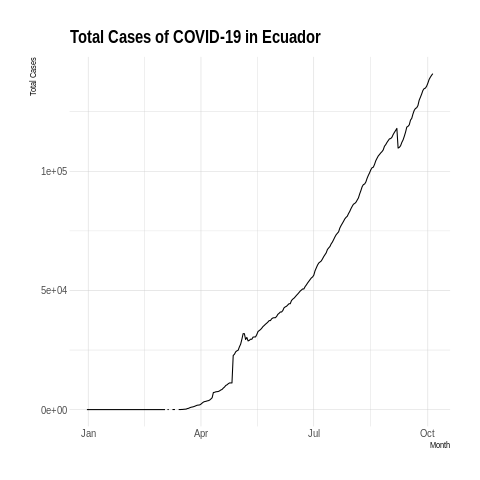 Total Cases of COVID-19 in Ecuador
Total Cases
1e+05
5e+04
0e+00
Jan Apr Jul Oct
Month